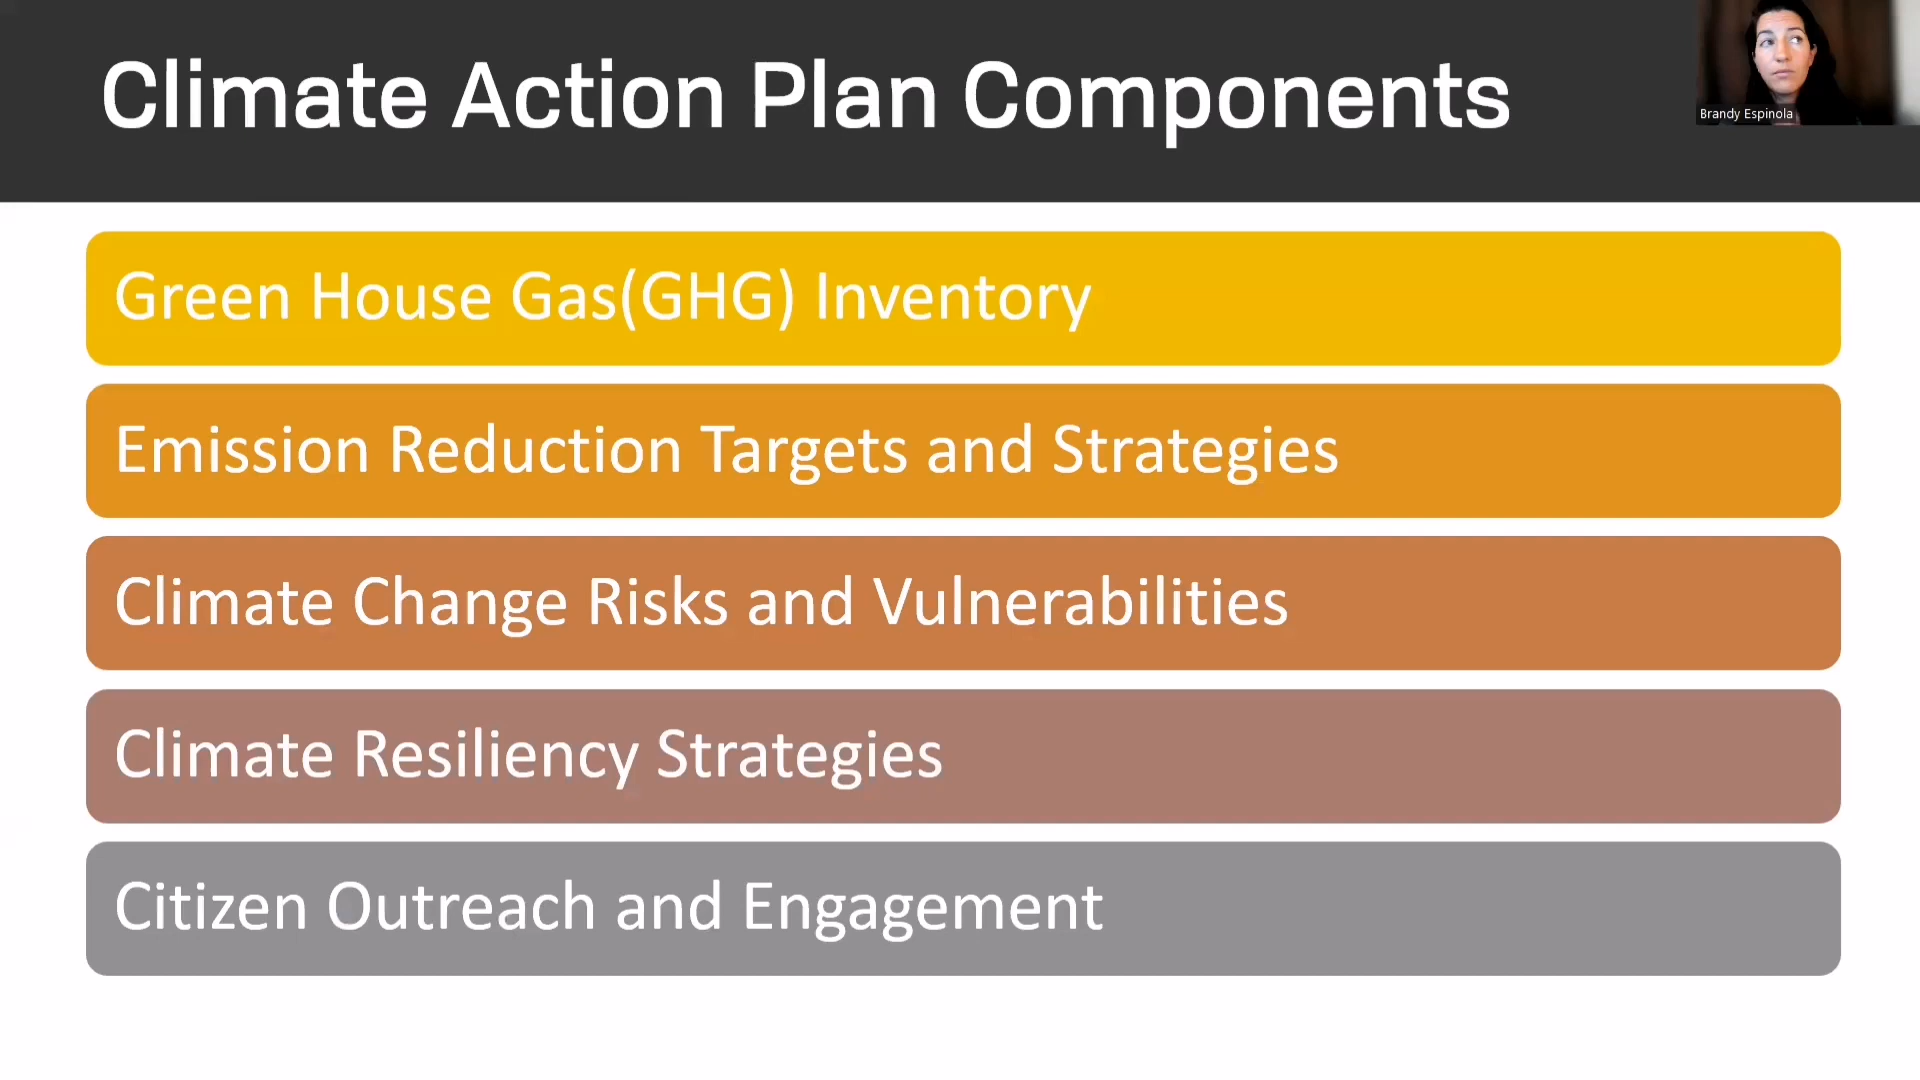 Climate Action Plan Components
Brandy Espinola
Green House Gas(GHG) Inventory
Emission Reduction Targets and Strategies
Climate Change Risks and Vulnerabilities
Climate Resiliency Strategies
Citizen Outreach and Engagement